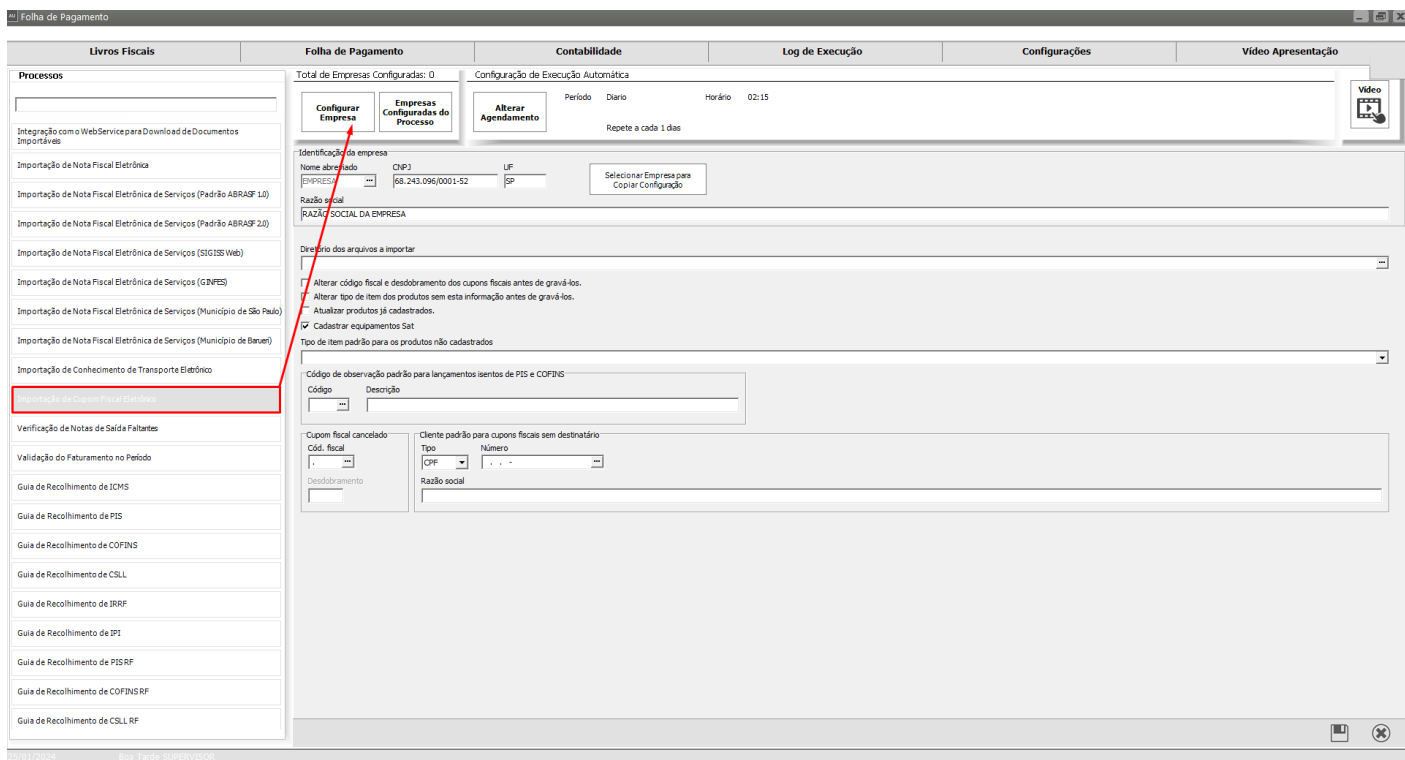 AU Folha de Pagamento
Livros Fiscais
Folha de Pagamento
Contabilidade
Log de Execução
Configurações
Vídeo Apresentação
Processos
Integração com o WebService para Download de Documentos
Importáveis
Importação de Nota Fiscal Eletrônica
Importação de Nota Fiscal Eletrônica de Serviços (Padrão ABRASF 1.0)
Importação de Nota Fiscal Eletrônica de Serviços (Padrão ABRASF 2.0)
Importação de Nota Fiscal Eletrônica de Serviços (SIGISS Web)
Importação de Nota Fiscal Eletrônica de Serviços (GINFES)
Importação de Nota Fiscal Eletrônica de Serviços (Município de São Paulo)
Importação de Nota Fiscal Eletrônica de Serviços (Município de Barueri)
Importação de Conhecimento de Transporte Eletrônico
Importação de Cupom Fiscal Eletrônico
Verificação de Notas de Saída Faltantes
Validação do Faturamento no Período
Guia de Recolhimento de ICMS
Guia de Recolhimento de PIS
Guia de Recolhimento de COFINS
Guia de Recolhimento de CSLL
Guia de Recolhimento de IRRF
Guia de Recolhimento de IPI
Guia de Recolhimento de PIS RF
Guia de Recolhimento de COFINS RF
Guia de Recolhimento de CSLL RF
Total de Empresas Configuradas: 0
Configurar
Empresa
Empresas
Configuradas do
Processo
Configuração de Execução Automática
Alterar
Agendamento
Período Diario Horário 02:15
Repete a cada 1 dias
Vídeo
Identificação da empresa
Nome abreviado CNPJ UF
EMPRESA ... 68.243.096/0001-52 SP
Selecionar Empresa para
Copiar Configuração
Razão social
RAZÃO SOCIAL DA EMPRESA
Diretório dos arquivos a importar
...
Alterar código fiscal e desdobramento dos cupons fiscais antes de gravá-los.
Alterar tipo de item dos produtos sem esta informação antes de gravá-los.
Atualizar produtos já cadastrados.
Cadastrar equipamentos Sat
Tipo de item padrão para os produtos não cadastrados
Código de observação padrão para lançamentos isentos de PIS e COFINS
Código Descrição
...
Cupom fiscal cancelado
Cód. fiscal
. ...
Desdobramento
Cliente padrão para cupons fiscais sem destinatário
Tipo Número
CPF . . - ...
Razão social
25/01/2024 Boa Tarde SUPERVISOR